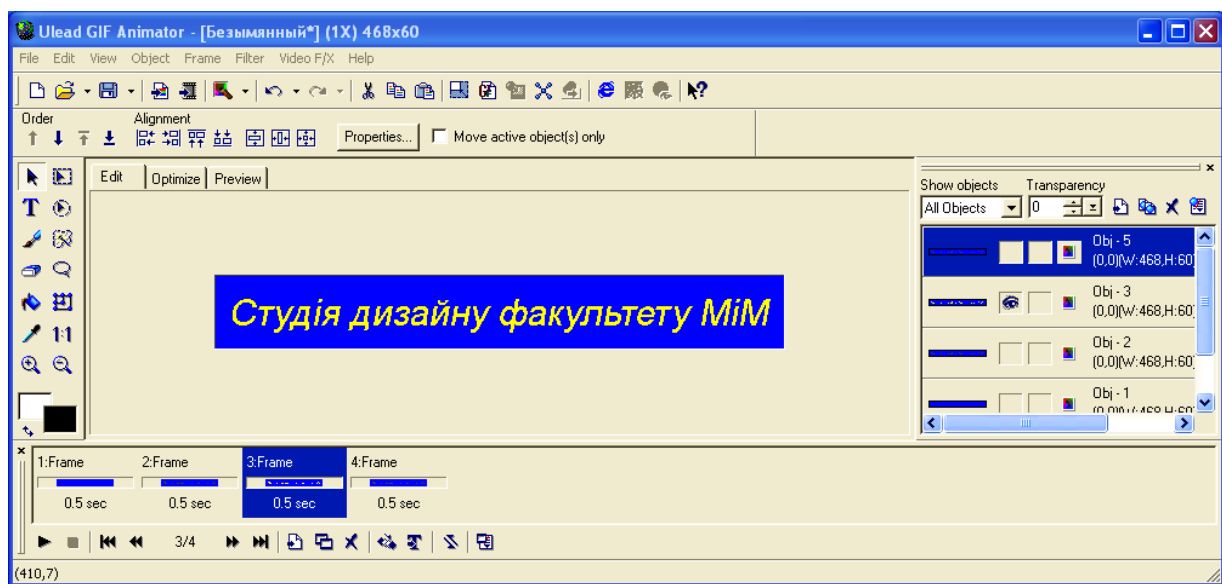 Ulead GIF Animator - [Безымянный*] (1X) 468x60
File Edit View Object Frame Filter Video F/X Help
Order Alignment
Properties... Move active object(s) only
Edit Optimize Preview
Show objects Transparency
All Objects 0
T
1:1
Студія дизайну факультету МіМ
Obj - 5
(0,0)(W:468,H:60)
Obj - 3
(0,0)(W:468,H:60
Obj - 2
(0,0)(W:468,H:60
Obj - 1
1:Frame 2:Frame 3:Frame 4:Frame
0.5 sec 0.5 sec 0.5 sec 0.5 sec
3/4
(410,7)